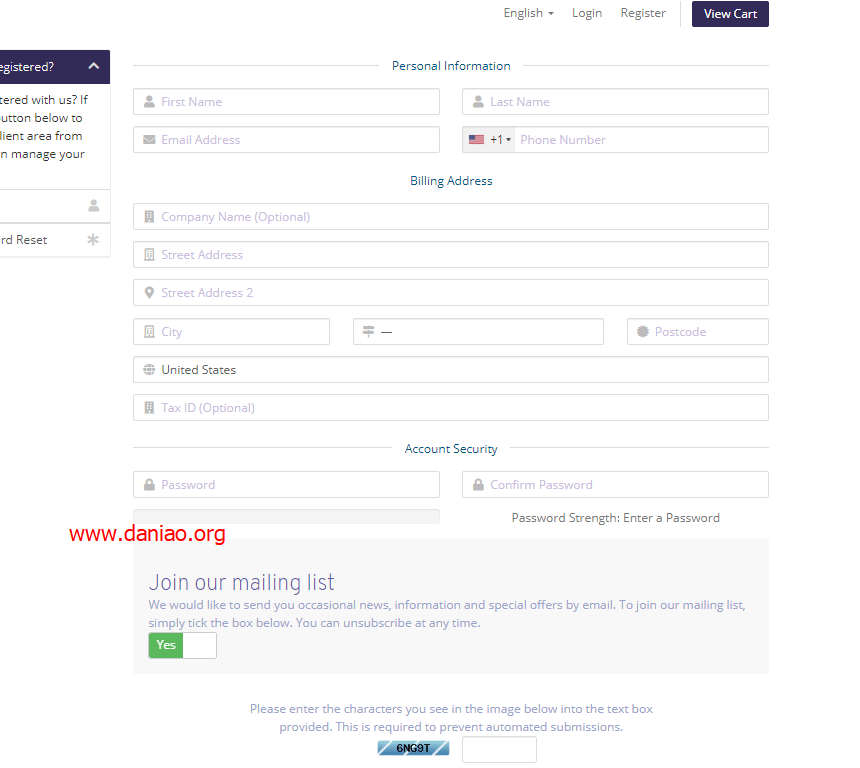 English
Login
Register
View Cart
egistered?
tered with us? If
utton below to
lient area from
n manage your
rd Reset
Personal Information
First Name
Last Name
Email Address
+1
Phone Number
Billing Address
Company Name (Optional)
Street Address
Street Address 2
City
—
Postcode
United States
Tax ID (Optional)
Account Security
Password
Confirm Password
Password Strength: Enter a Password
www.daniao.org
Join our mailing list
We would like to send you occasional news, information and special offers by email. To join our mailing list,
simply tick the box below. You can unsubscribe at any time.
Yes
Please enter the characters you see in the image below into the text box
provided. This is required to prevent automated submissions.
6NG9T